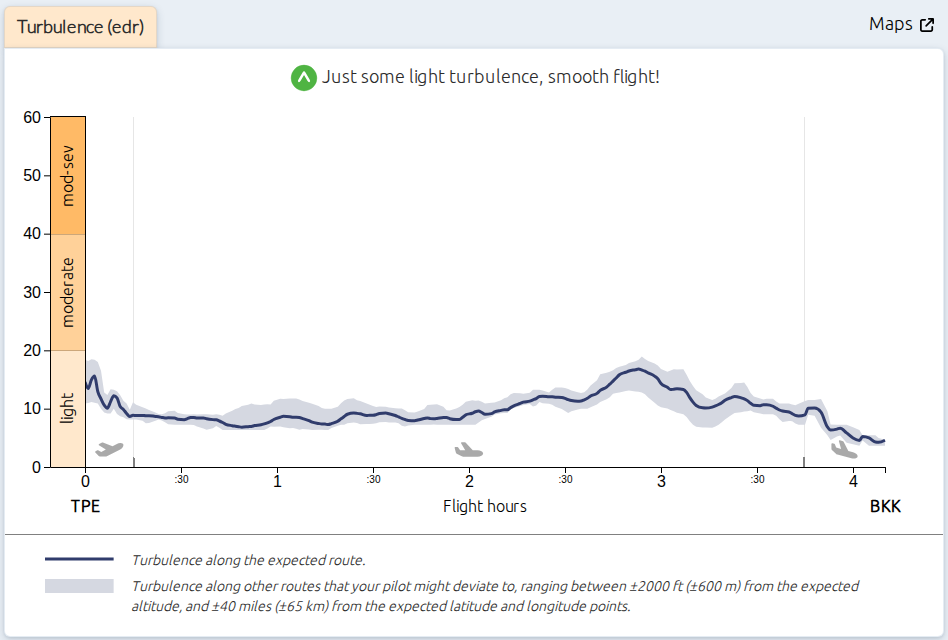 Turbulence (edr)
Maps
Just some light turbulence, smooth flight!
60
50
40
30
20
10
0
mod-sev
moderate
light
0 :30 1 :30 2 :30 3 :30 4
TPE Flight hours BKK
Turbulence along the expected route.
Turbulence along other routes that your pilot might deviate to, ranging between ±2000 ft (±600 m) from the expected
altitude, and ±40 miles (±65 km) from the expected latitude and longitude points.